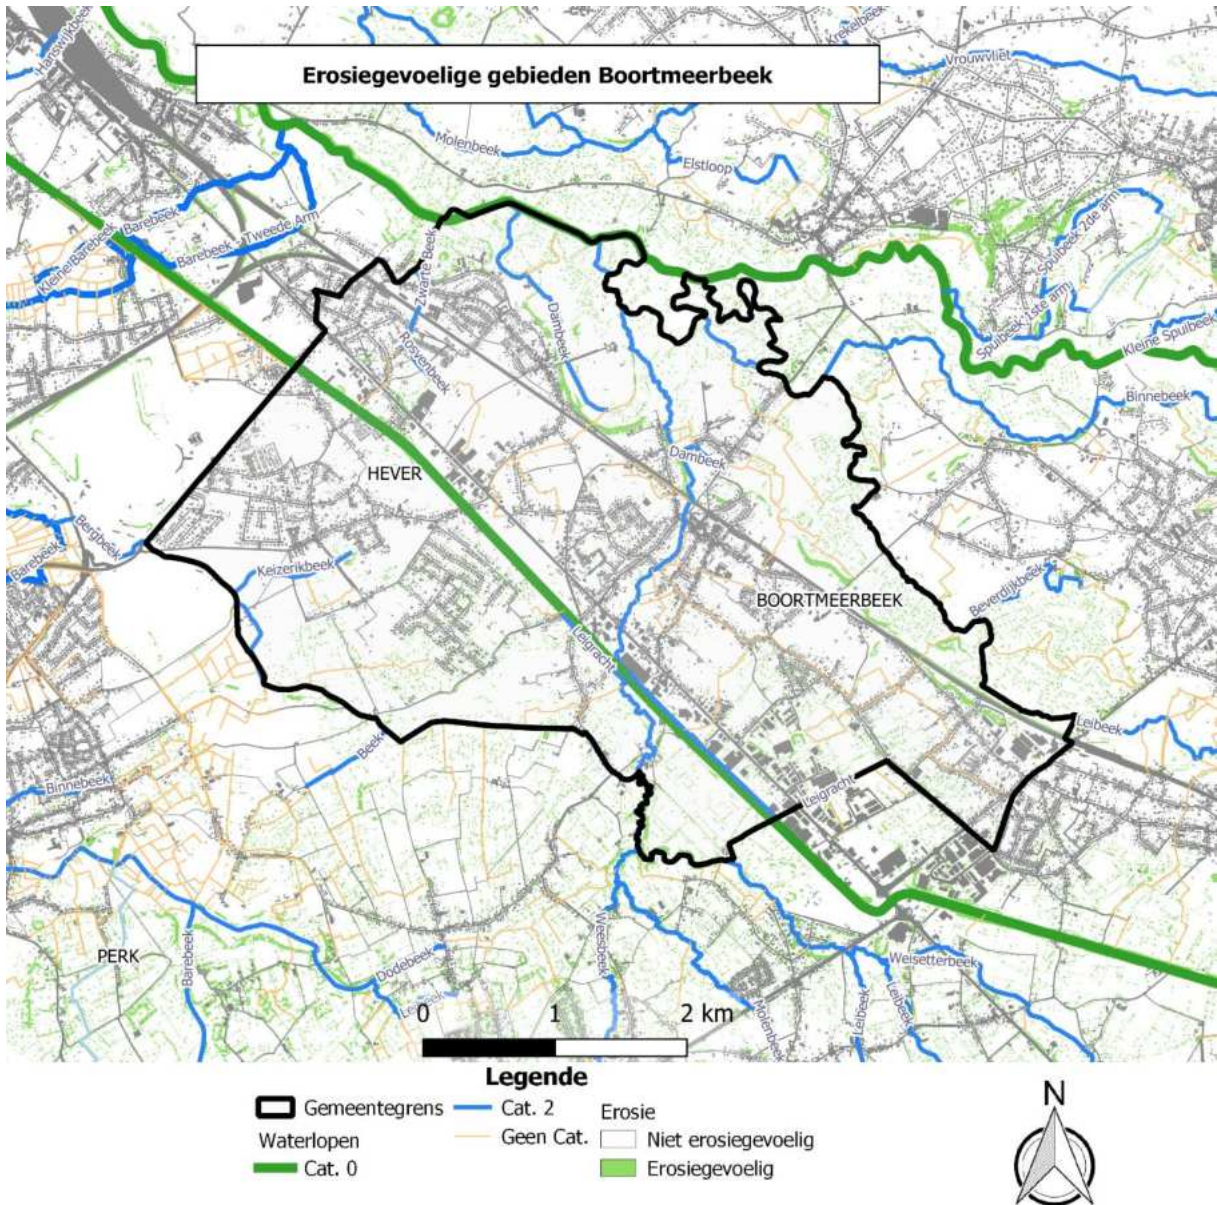 Erosiegevoelige gebieden Boortmeerbeek
Hanswijkbeek
Krekelbeek
Vrouwvliet
Molenbeek
Elstloop
Kleine Barebeek
Barebeek
Barebeek - Tweede Arm
Zwarte Beek
Spuibeek 2de arm
Spuibeek 1ste arm
Kleine Spuibeek
Dambeek
Rosvenbeek
Binnebeek
Dambeek
HEVER
Bergbeek
Barebeek
Keizerikbeek
Beverdijkbeek
BOORTMEERBEEK
Leigracht
Leibeek
Beek
Binnebeek
Leigracht
PERK
Barebeek
Dodebeek
Weesbeek
Weisetterbeek
Molenbeek
Leibeek
Leibeek
0 1 2 km
Legende
Gemeentegrens
Waterlopen
Cat. 0
Cat. 2
Geen Cat.
Erosie
Niet erosiegevoelig
Erosiegevoelig
N